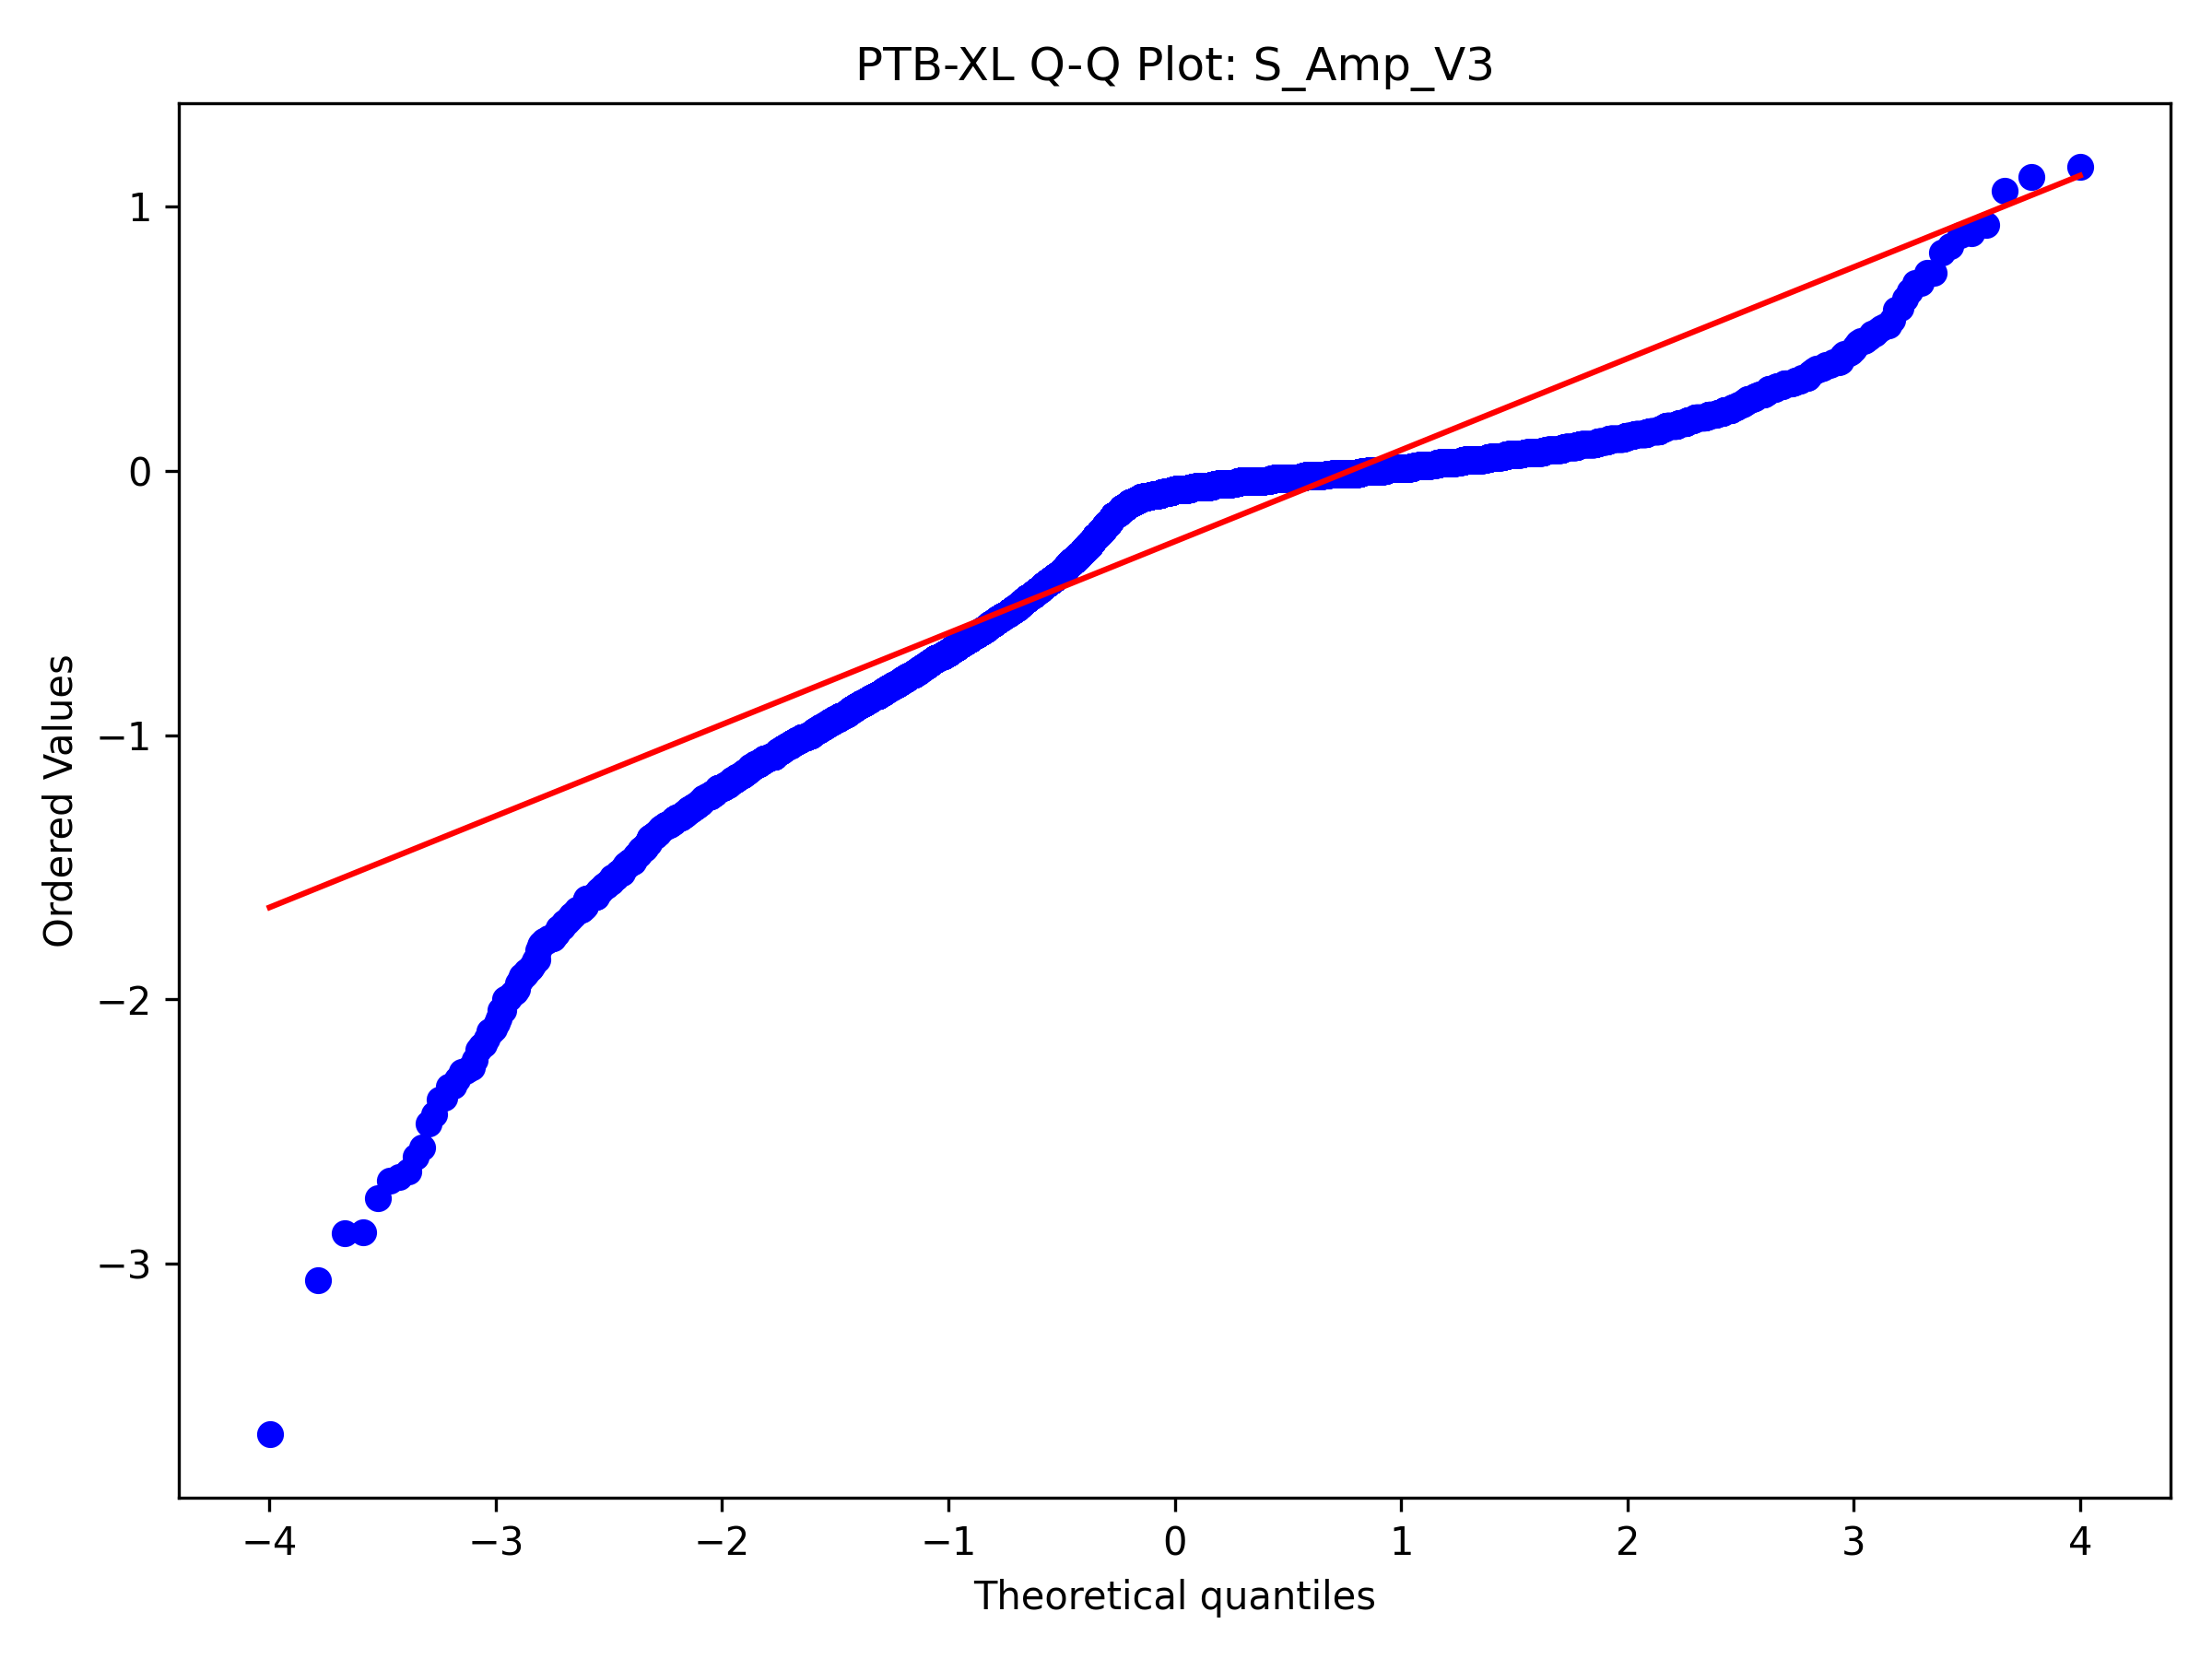 PTB-XL Q-Q Plot: S_Amp_V3
Ordered Values
1
0
−1
−2
−3
−4 −3 −2 −1 0 1 2 3 4
Theoretical quantiles